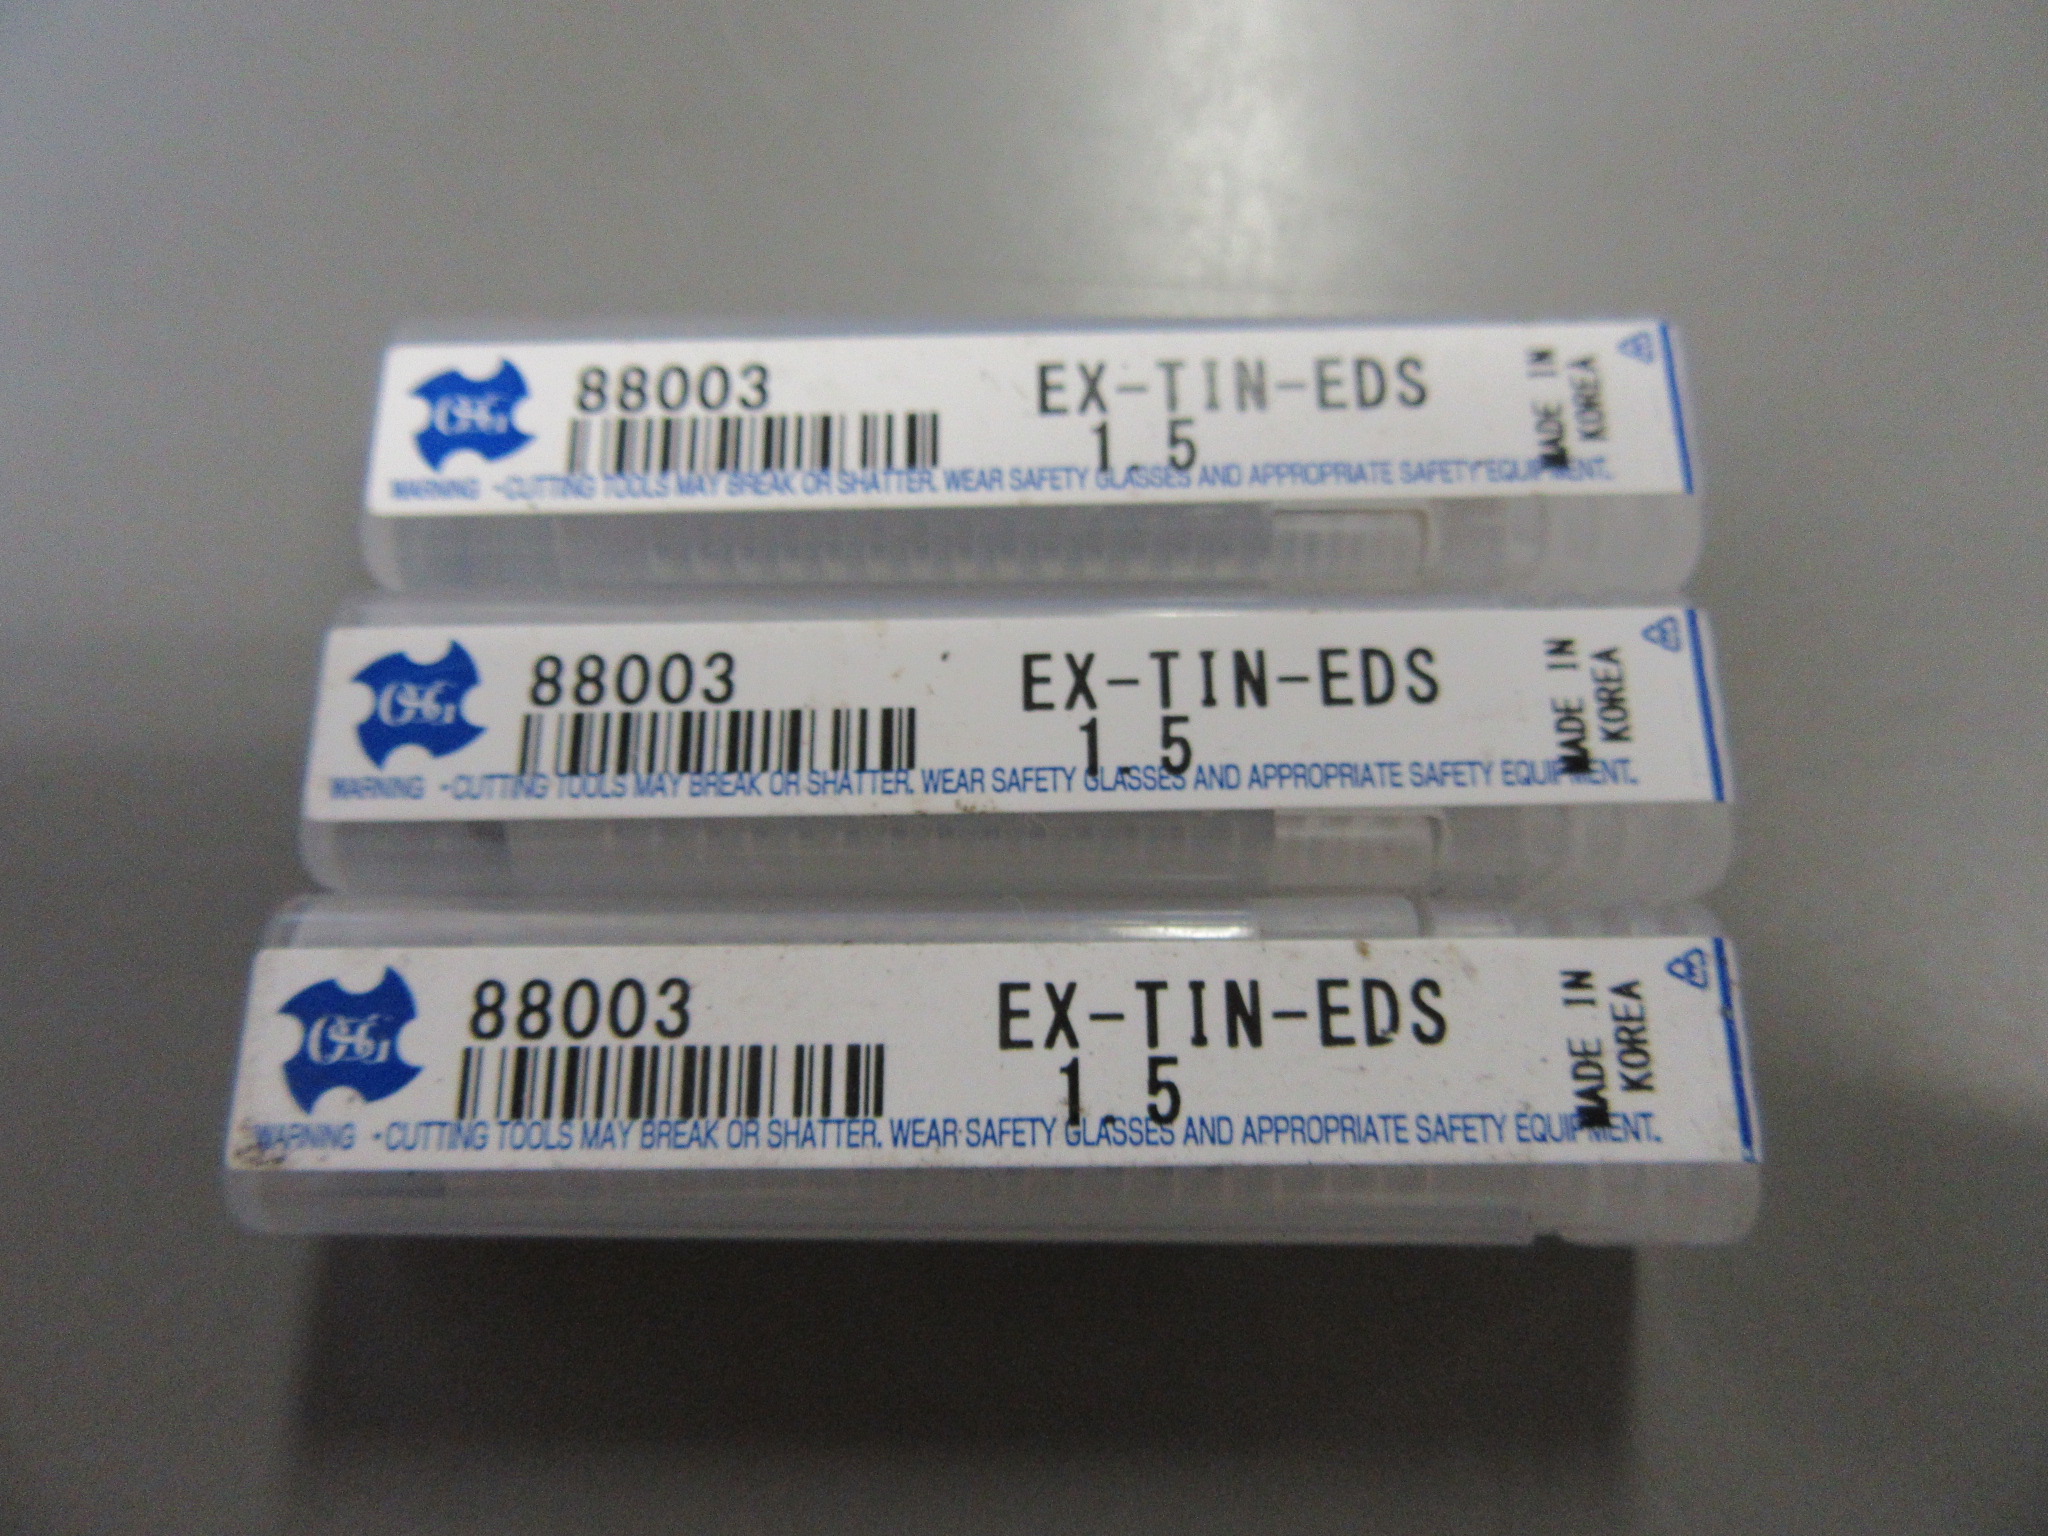 OSG
88003
EX-TIN-EDS
1.5
MADE IN
KOREA
WARNING -CUTTING TOOLS MAY BREAK OR SHATTER. WEAR SAFETY GLASSES AND APPROPRIATE SAFETY EQUIPMENT.
OSG
88003
EX-TIN-EDS
1.5
MADE IN
KOREA
WARNING -CUTTING TOOLS MAY BREAK OR SHATTER. WEAR SAFETY GLASSES AND APPROPRIATE SAFETY EQUIPMENT.
OSG
88003
EX-TIN-EDS
1.5
MADE IN
KOREA
WARNING -CUTTING TOOLS MAY BREAK OR SHATTER. WEAR SAFETY GLASSES AND APPROPRIATE SAFETY EQUIPMENT.